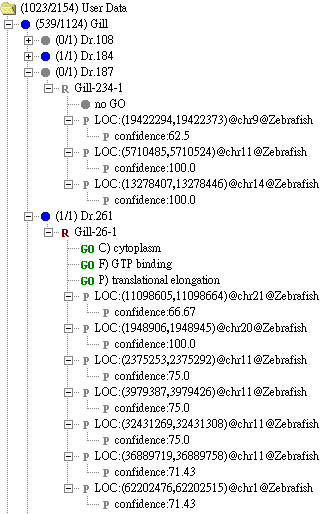 (1023/2154) User Data
(539/1124) Gill
(0/1) Dr.108
(1/1) Dr.184
(0/1) Dr.187
R Gill-234-1
no GO
P LOC:(19422294,19422373)@chr9@Zebrafish
P confidence:62.5
P LOC:(5710485,5710524)@chr11@Zebrafish
P confidence:100.0
P LOC:(13278407,13278446)@chr14@Zebrafish
P confidence:100.0
(1/1) Dr.261
R Gill-26-1
GO C) cytoplasm
GO F) GTP binding
GO P) translational elongation
P LOC:(11098605,11098664)@chr21@Zebrafish
P confidence:66.67
P LOC:(1948906,1948945)@chr20@Zebrafish
P confidence:100.0
P LOC:(2375253,2375292)@chr11@Zebrafish
P confidence:75.0
P LOC:(3979387,3979426)@chr11@Zebrafish
P confidence:75.0
P LOC:(32431269,32431308)@chr11@Zebrafish
P confidence:75.0
P LOC:(36889719,36889758)@chr11@Zebrafish
P confidence:71.43
P LOC:(62202476,62202515)@chr1@Zebrafish
P confidence:71.43